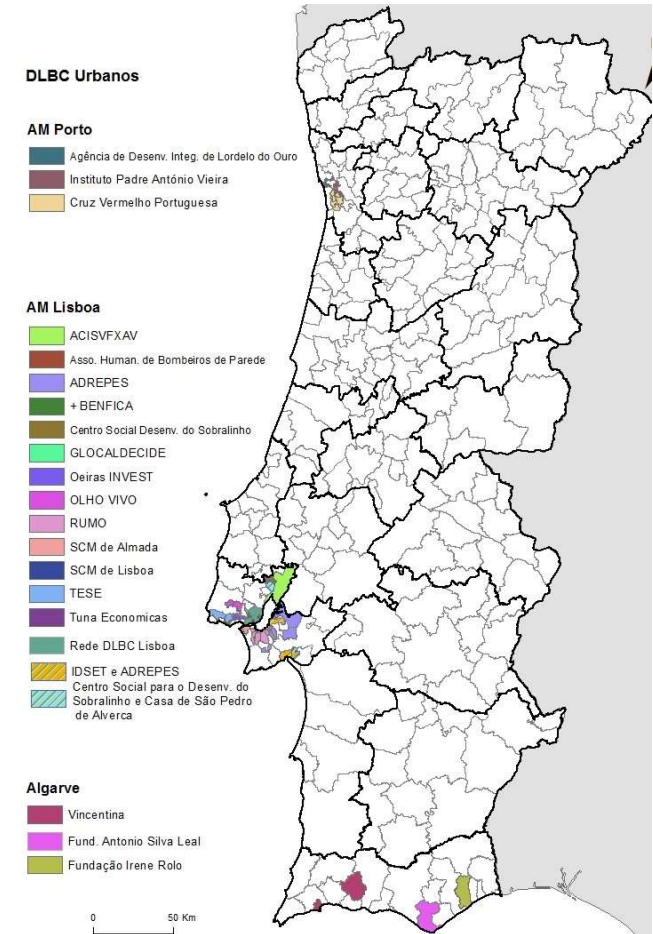 DLBC Urbanos
AM Porto
Agência de Desenv. Integ. de Lordelo do Ouro
Instituto Padre António Vieira
Cruz Vermelho Portuguesa
AM Lisboa
ACISVFXAV
Asso. Human. de Bombeiros de Parede
ADREPES
+ BENFICA
Centro Social Desenv. do Sobralinho
GLOCALDECIDE
Oeiras INVEST
OLHO VIVO
RUMO
SCM de Almada
SCM de Lisboa
TESE
Tuna Economicas
Rede DLBC Lisboa
IDSET e ADREPES
Centro Social para o Desenv. do
Sobralinho e Casa de São Pedro
de Alverca
Algarve
Vincentina
Fund. Antonio Silva Leal
Fundação Irene Rolo
0 50 Km